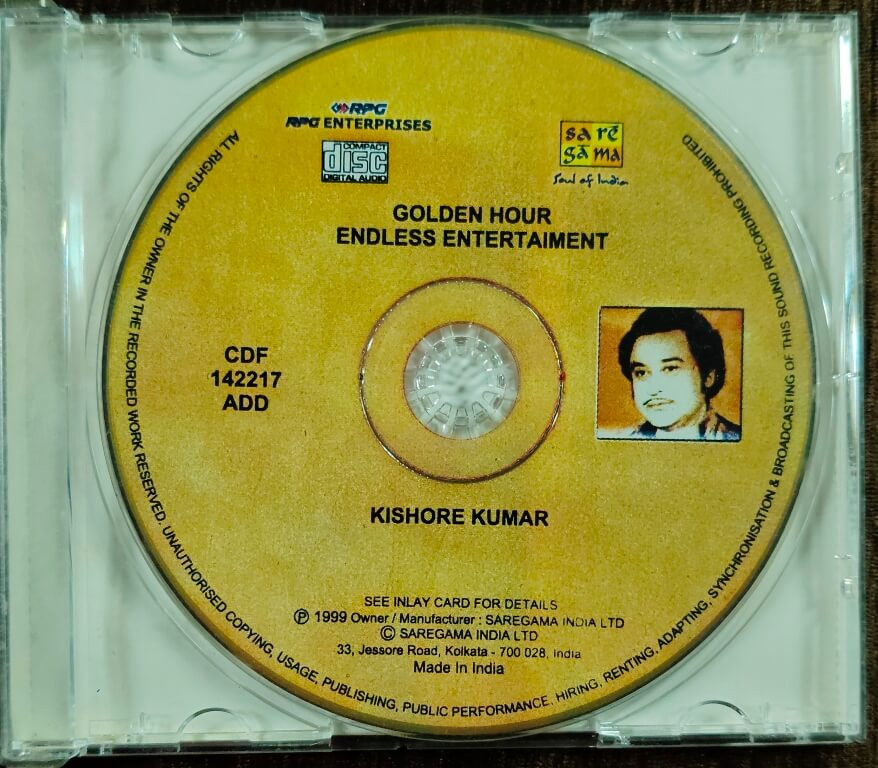 RPG
RPG ENTERPRISES
COMPACT
disc
DIGITAL AUDIO
sa rē
gā ma
Soul of India
GOLDEN HOUR
ENDLESS ENTERTAIMENT
CDF
142217
ADD
KISHORE KUMAR
SEE INLAY CARD FOR DETAILS
Ⓟ 1999 Owner / Manufacturer : SAREGAMA INDIA LTD
© SAREGAMA INDIA LTD
33, Jessore Road, Kolkata - 700 028, India
Made In India
ALL RIGHTS OF THE OWNER IN THE RECORDED WORK RESERVED. UNAUTHORISED COPYING, USAGE, PUBLISHING, PUBLIC PERFORMANCE, HIRING, RENTING, ADAPTING, SYNCHRONISATION & BROADCASTING OF THIS SOUND RECORDING PROHIBITED